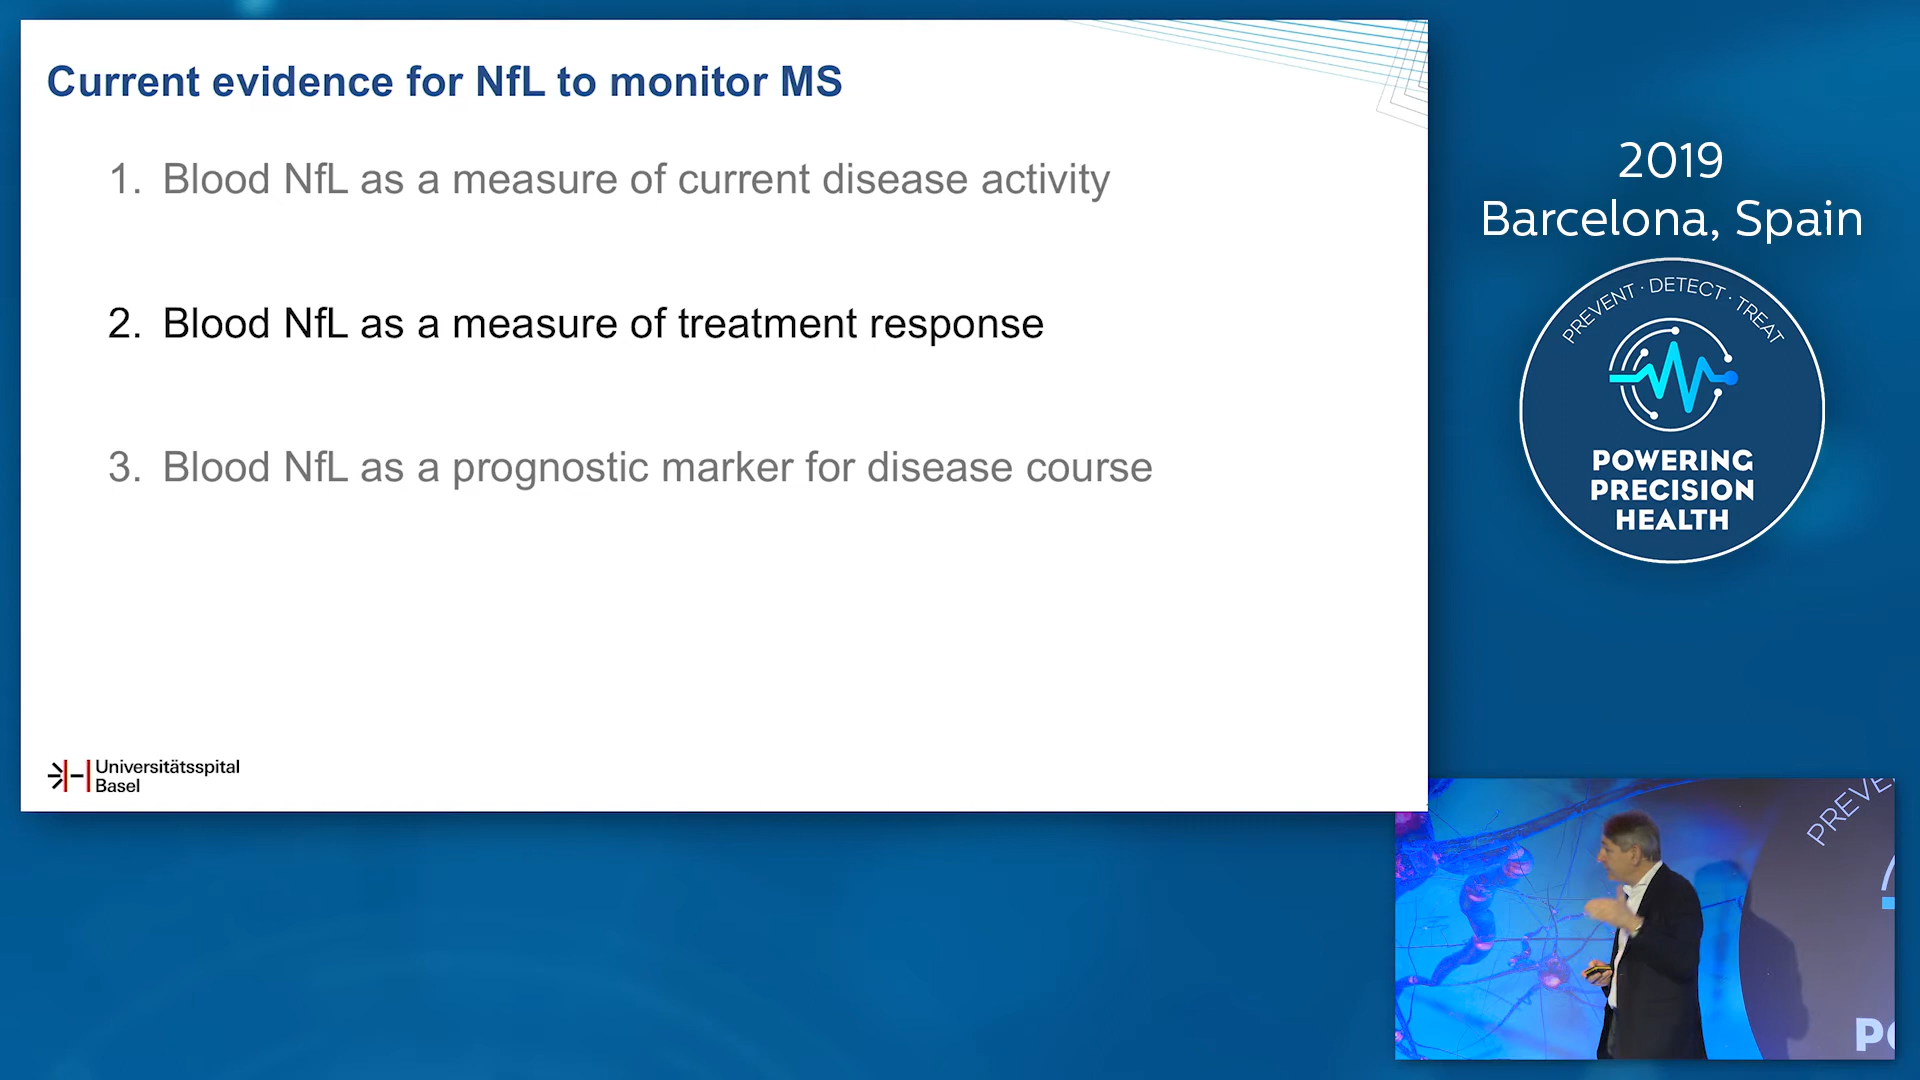 Current evidence for NfL to monitor MS
1. Blood NfL as a measure of current disease activity
2. Blood NfL as a measure of treatment response
3. Blood NfL as a prognostic marker for disease course
Universitätsspital
Basel
2019
Barcelona, Spain
PREVENT · DETECT · TREAT
POWERING
PRECISION
HEALTH
PREVE
PO